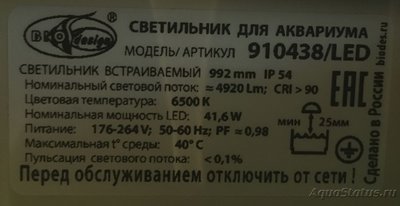 BIO design
СВЕТИЛЬНИК ДЛЯ АКВАРИУМА
МОДЕЛЬ/ АРТИКУЛ 910438/LED
СВЕТИЛЬНИК ВСТРАИВАЕМЫЙ 992 mm IP 54
Номинальный световой поток: ≈ 4920 Lm; CRI > 90
Цветовая температура: 6500 K
Номинальная мощность LED: 41,6W
Питание: 176-264 V; 50-60 Hz; PF ≈ 0,98
Максимальная t° среды: 40°C
Пульсация светового потока: < 0,1%
Перед обслуживанием отключить от сети !
мин 25мм
EAC
Сделано в России
biodes.ru
AquaStatus.ru